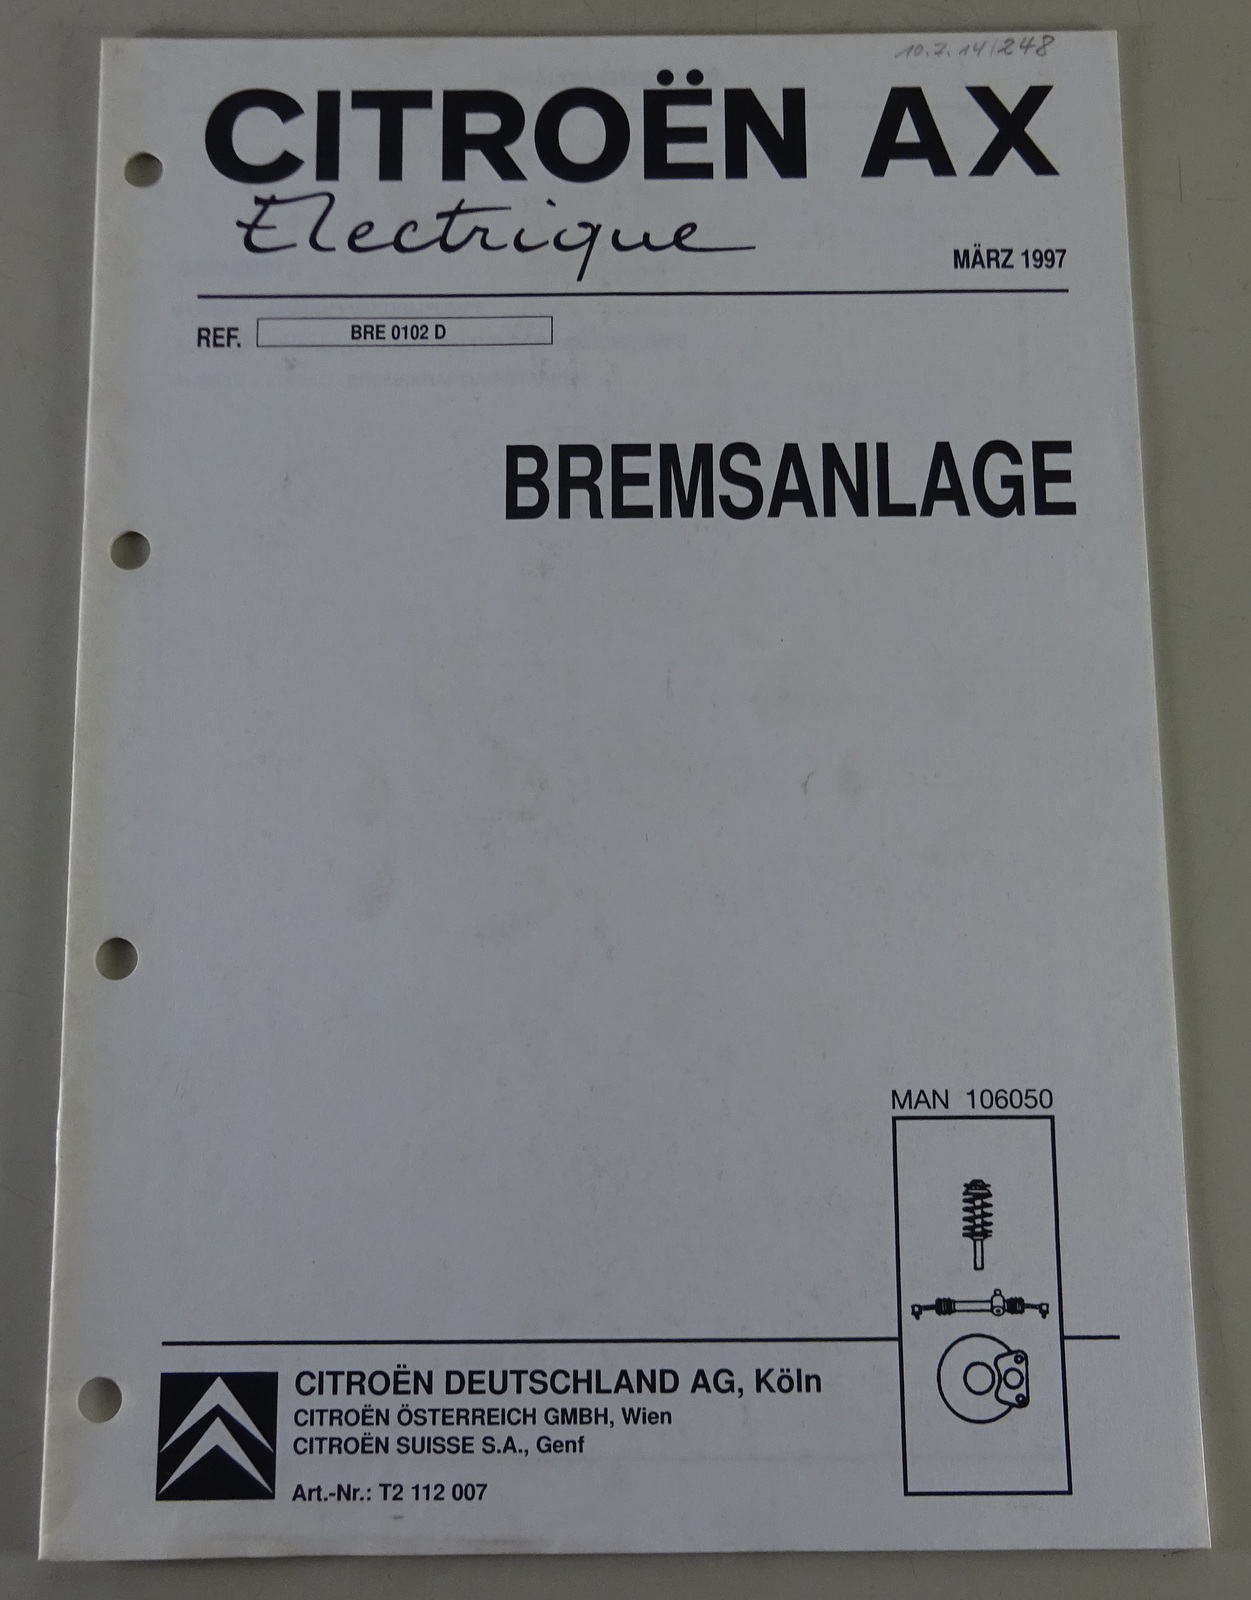 10.7.14/248
CITROËN AX
Electrique
MÄRZ 1997
REF. BRE 0102 D
BREMSANLAGE
MAN 106050
CITROËN DEUTSCHLAND AG, Köln
CITROËN ÖSTERREICH GMBH, Wien
CITROËN SUISSE S.A., Genf
Art.-Nr.: T2 112 007